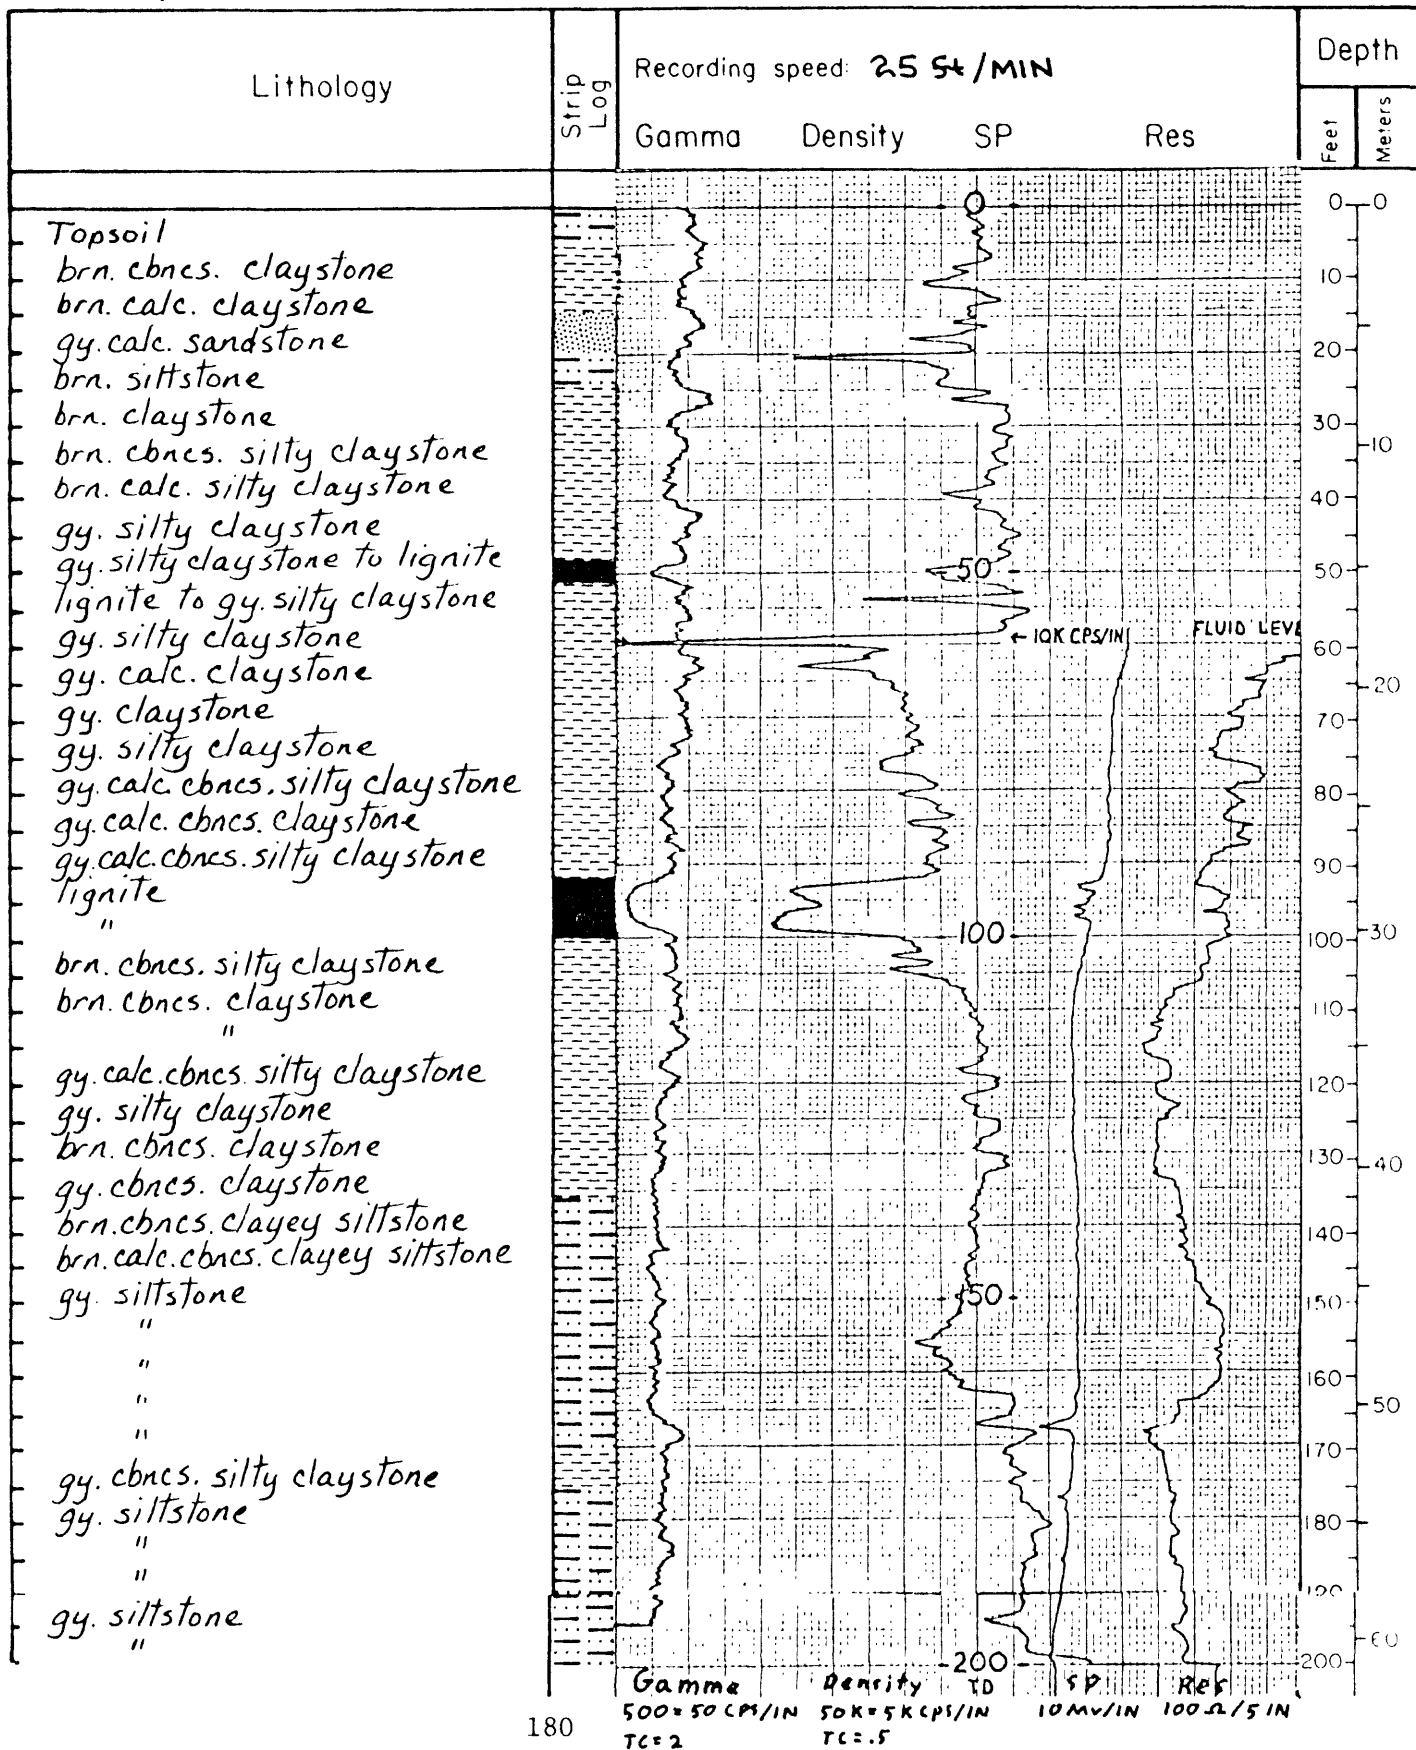 Lithology
Strip Log
Recording speed: 25 St/MIN
Gamma Density SP Res
Depth
Feet
Meters
0
0 0
Topsoil
brn. cbncs. claystone
10
brn. calc. claystone
gy. calc. sandstone
20
brn. siltstone
brn. claystone
30
brn. cbncs. silty claystone
10
brn. calc. silty claystone
40
gy. silty claystone
gy. silty claystone to lignite
50
50
lignite to gy. silty claystone
gy. silty claystone
← 10K CPS/IN
FLUID LEVE
60
gy. calc. claystone
20
gy. claystone
70
gy. silty claystone
gy. calc. cbncs. silty claystone
80
gy. calc. cbncs. claystone
gy. calc. cbncs. silty claystone
90
lignite
"
100
100
30
brn. cbncs. silty claystone
brn. cbncs. claystone
110
"
gy. calc. cbncs. silty claystone
120
gy. silty claystone
brn. cbncs. claystone
130
40
gy. cbncs. claystone
brn. cbncs. clayey siltstone
140
brn. calc. cbncs. clayey siltstone
gy. siltstone
150
150
"
"
160
"
50
"
170
gy. cbncs. silty claystone
gy. siltstone
180
"
"
190
gy. siltstone
"
60
200
200
Gamma Density TD SP Res
500 = 50 CPS/IN 50K = 5K CPS/IN 10 Mv/IN 100 Ω/5 IN
TC = 2 TC = .5
180